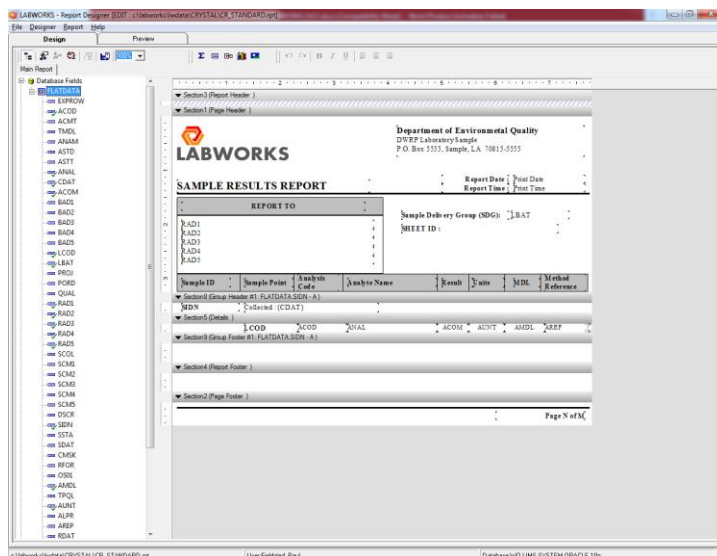 LABWORKS - Report Designer [EDIT : c:\labworks\lwdata\CRYSTAL\CR_STANDARD.rpt]
File Designer Report Help
Design Preview
Main Report
Database Fields
FLATDATA
EXPROW
ACOD
ACMT
TMDL
ANAM
ASTD
ASTT
ANAL
CDAT
ACOM
BAD1
BAD2
BAD3
BAD4
BAD5
LCOD
LBAT
PROJ
PORD
QUAL
RAD1
RAD2
RAD3
RAD4
RAD5
SCOL
SCM1
SCM2
SCM3
SCM4
SCM5
DSCR
SIDN
SSTA
SDAT
CMSK
RFOR
OS01
AMDL
TPQL
AUNT
ALPR
AREP
RDAT
Section3 (Report Header )
Section1 (Page Header )
LABWORKS
Department of Environmetal Quality
DWRP Laboratory Sample
P.O. Box 5555, Sample, LA 70815-5555
SAMPLE RESULTS REPORT
Report Date : Print Date
Report Time : Print Time
REPORT TO
RAD1
RAD2
RAD3
RAD4
RAD5
Sample Delivery Group (SDG): LBAT
SHEET ID :
Sample ID Sample Point Analysis Code Analyte Name Result Units MDL Method Reference
Section8 (Group Header #1: FLATDATA.SIDN - A )
SIDN Collected : {CDAT}
Section5 (Details )
LCOD ACOD ANAL ACOM AUNT AMDL AREF
Section9 (Group Footer #1: FLATDATA.SIDN - A )
Section4 (Report Footer )
Section2 (Page Footer )
Page N of M